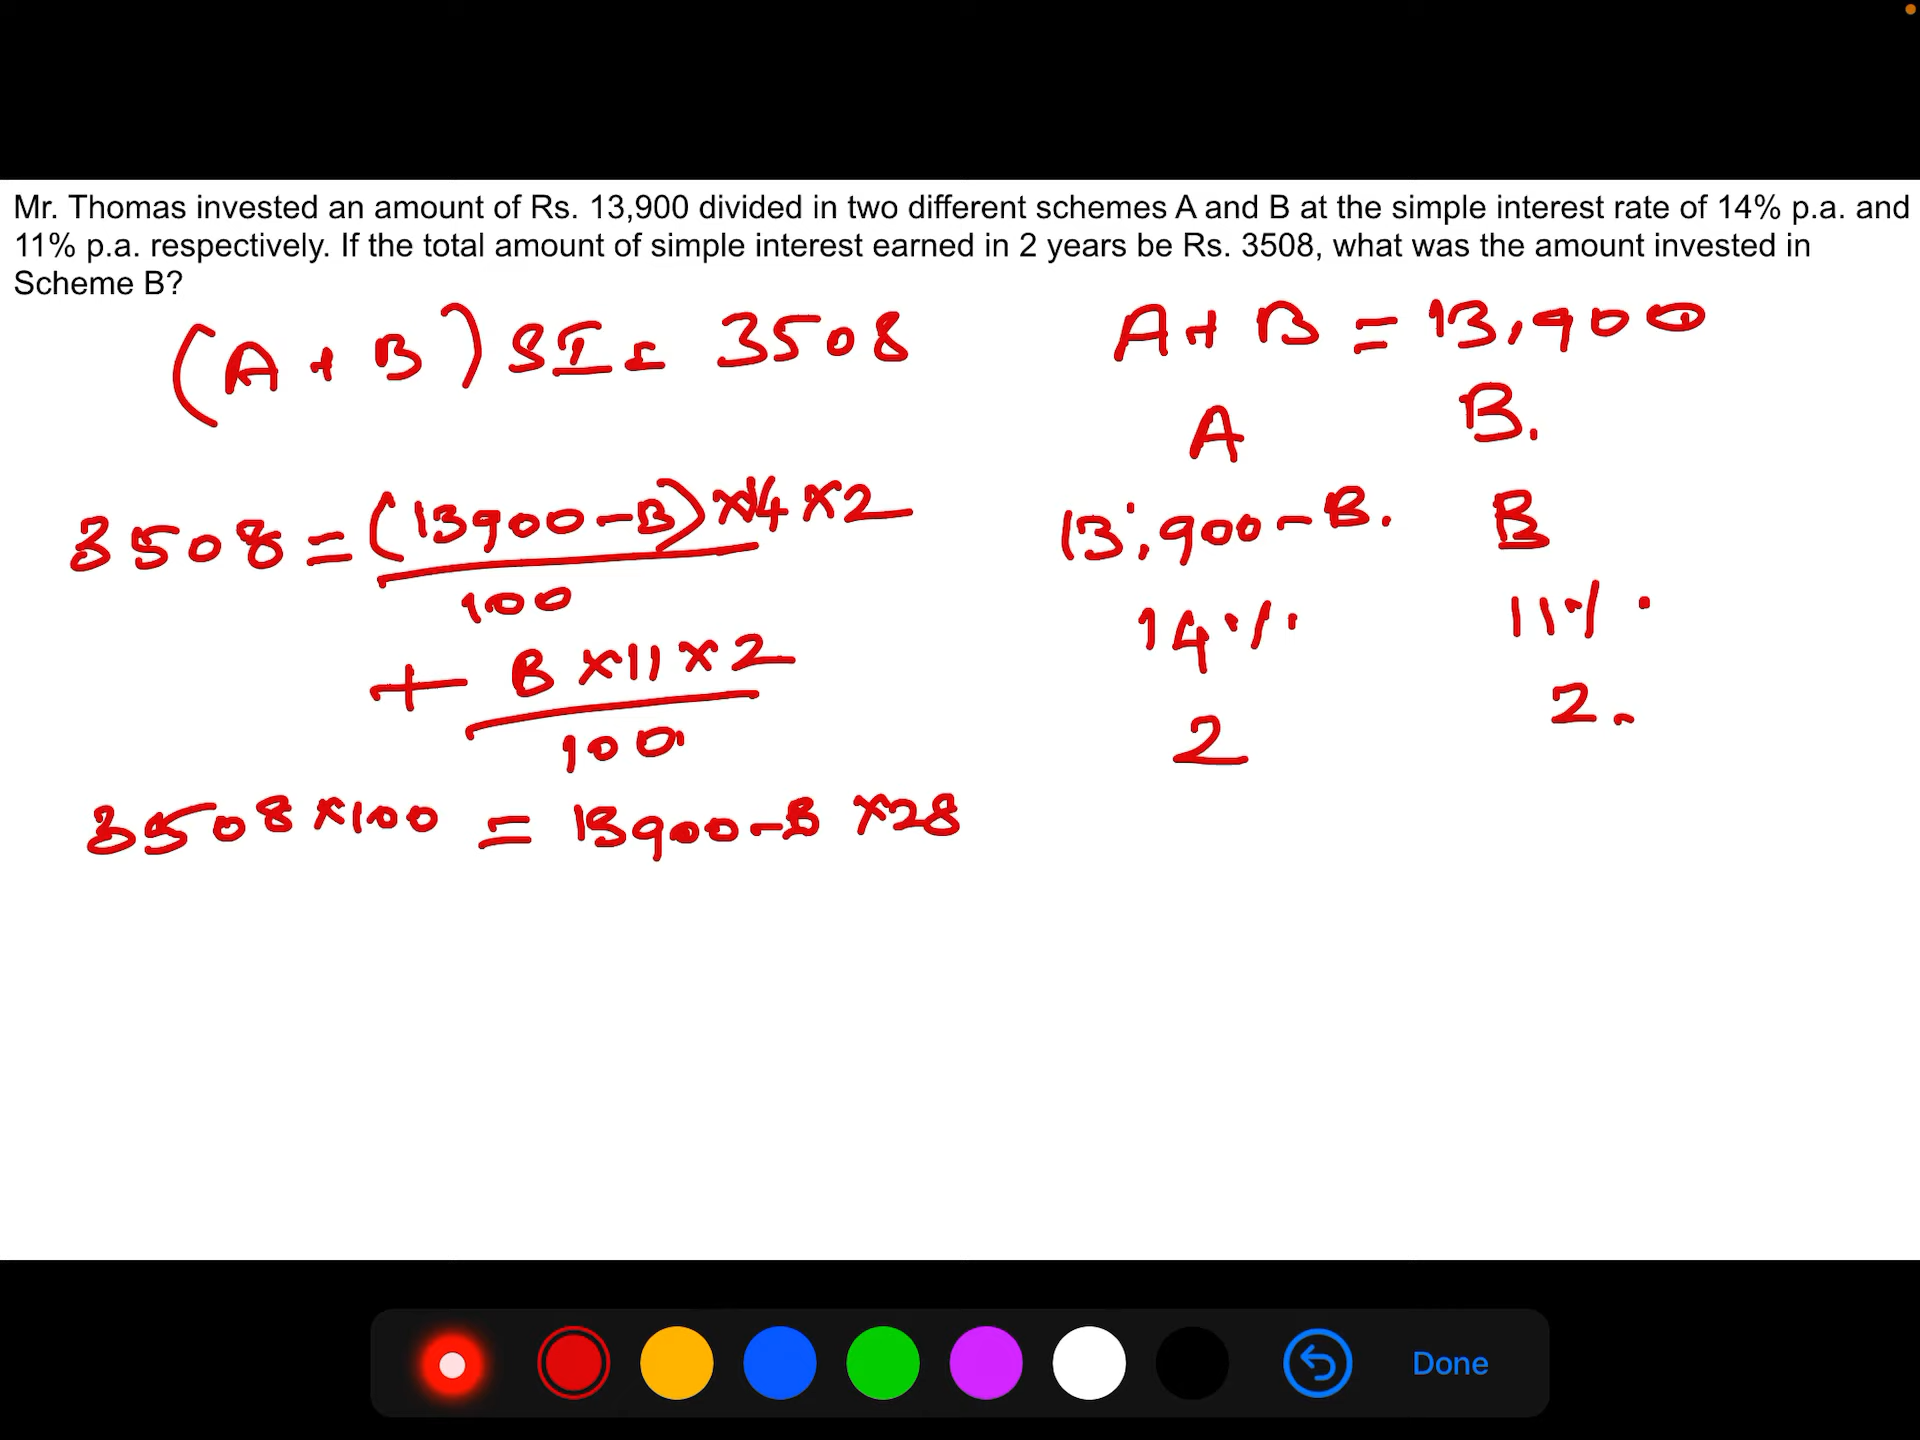 Mr. Thomas invested an amount of Rs. 13,900 divided in two different schemes A and B at the simple interest rate of 14% p.a. and
11% p.a. respectively. If the total amount of simple interest earned in 2 years be Rs. 3508, what was the amount invested in
Scheme B?
(A + B) SI = 3508
3508 = (13900 - B) × 14 × 2
100
+ B × 11 × 2
100
3508 × 100 = 13900 - B × 28
A + B = 13,900
A B.
13,900 - B. B
14% 11%
2 2.
Done